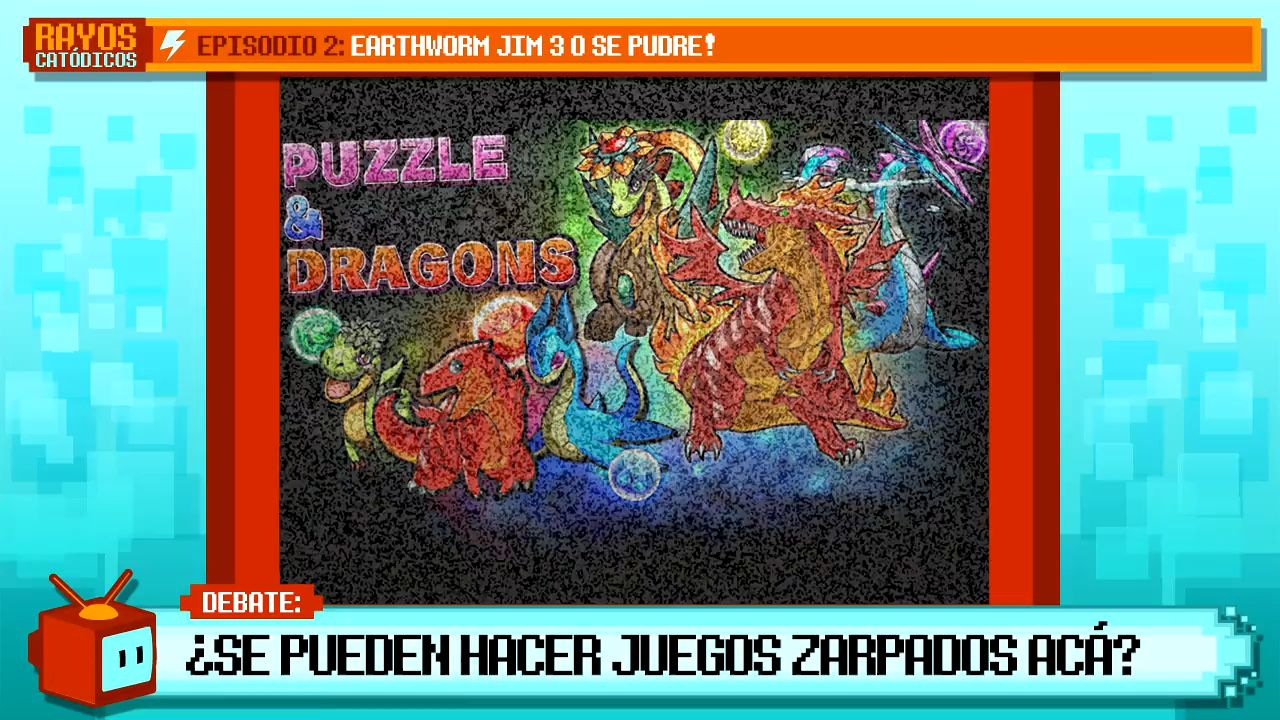 RAYOS
CATÓDICOS
EPISODIO 2: EARTHWORM JIM 3 O SE PUDRE!
PUZZLE
&
DRAGONS
DEBATE:
¿SE PUEDEN HACER JUEGOS ZARPADOS ACÁ?